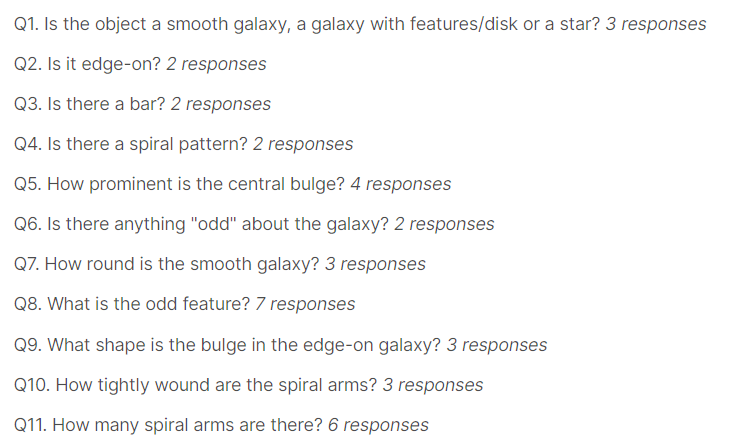 Q1. Is the object a smooth galaxy, a galaxy with features/disk or a star? 3 responses
Q2. Is it edge-on? 2 responses
Q3. Is there a bar? 2 responses
Q4. Is there a spiral pattern? 2 responses
Q5. How prominent is the central bulge? 4 responses
Q6. Is there anything "odd" about the galaxy? 2 responses
Q7. How round is the smooth galaxy? 3 responses
Q8. What is the odd feature? 7 responses
Q9. What shape is the bulge in the edge-on galaxy? 3 responses
Q10. How tightly wound are the spiral arms? 3 responses
Q11. How many spiral arms are there? 6 responses